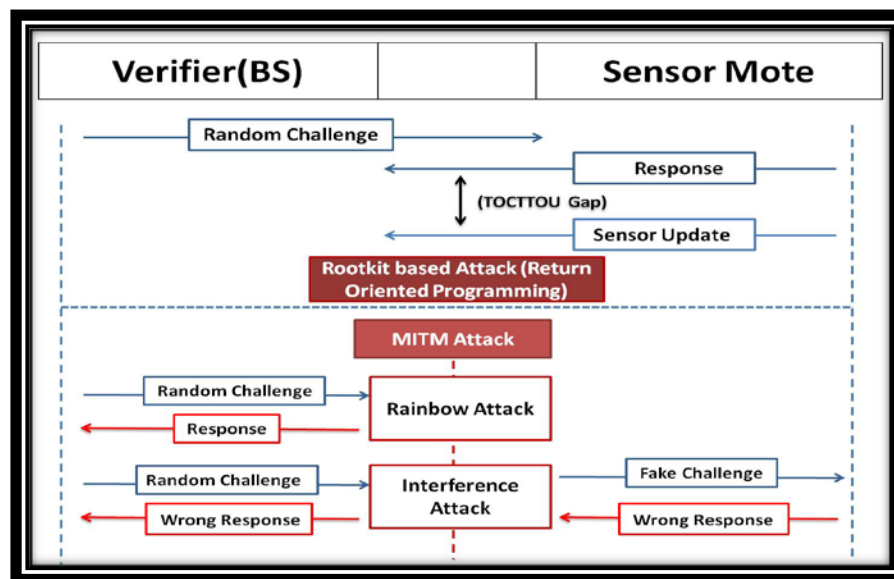 Verifier(BS)
Sensor Mote
Random Challenge
Response
(TOCTTOU Gap)
Sensor Update
Rootkit based Attack (Return
Oriented Programming)
MITM Attack
Random Challenge
Rainbow Attack
Response
Random Challenge
Interference
Attack
Fake Challenge
Wrong Response
Wrong Response